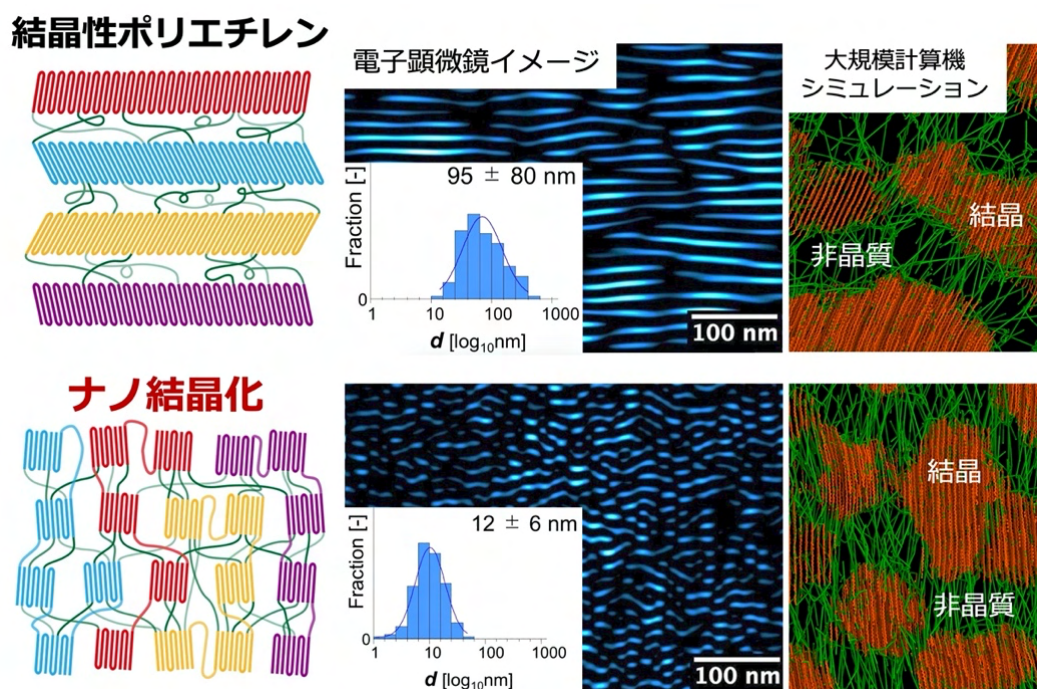 結晶性ポリエチレン
電子顕微鏡イメージ
95 ± 80 nm
Fraction [-]
0
1 10 100 1000
d [log₁₀nm]
100 nm
大規模計算機
シミュレーション
結晶
非晶質
ナノ結晶化
12 ± 6 nm
Fraction [-]
0
1 10 100 1000
d [log₁₀nm]
100 nm
結晶
非晶質